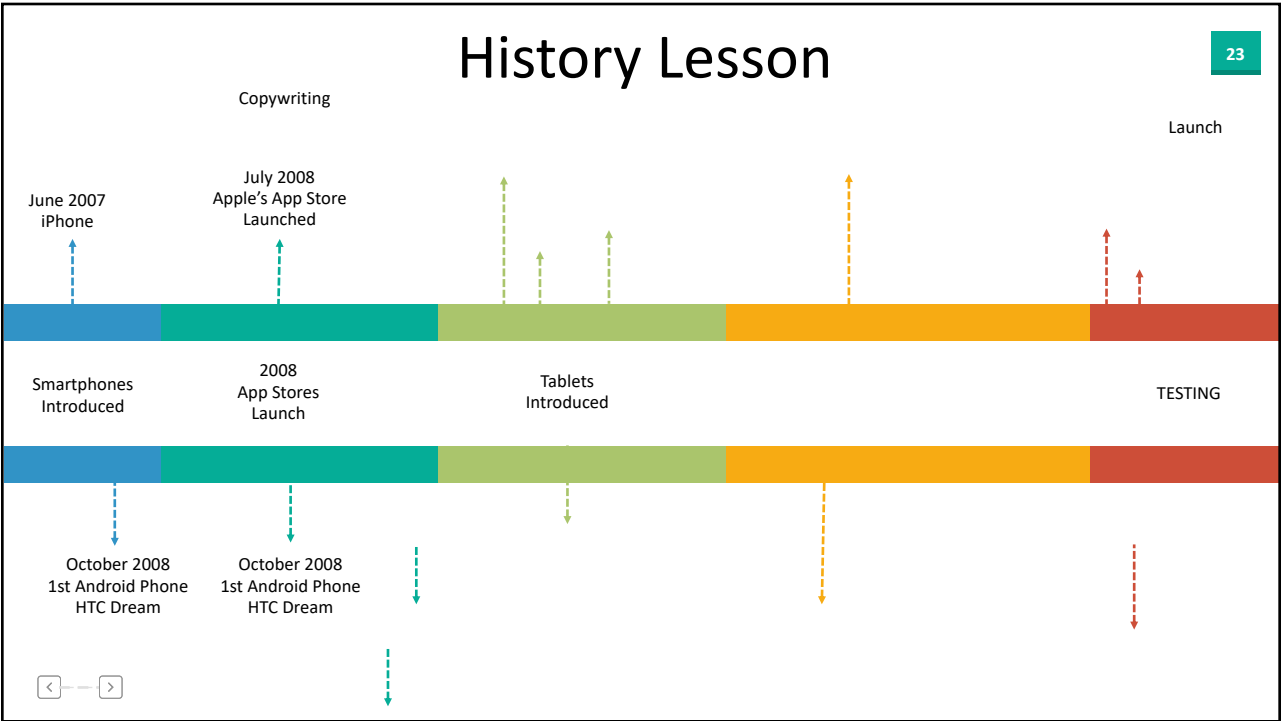 History Lesson
23
Copywriting
Launch
June 2007
iPhone
July 2008
Apple’s App Store
Launched
Smartphones
Introduced
2008
App Stores
Launch
Tablets
Introduced
TESTING
October 2008
1st Android Phone
HTC Dream
October 2008
1st Android Phone
HTC Dream